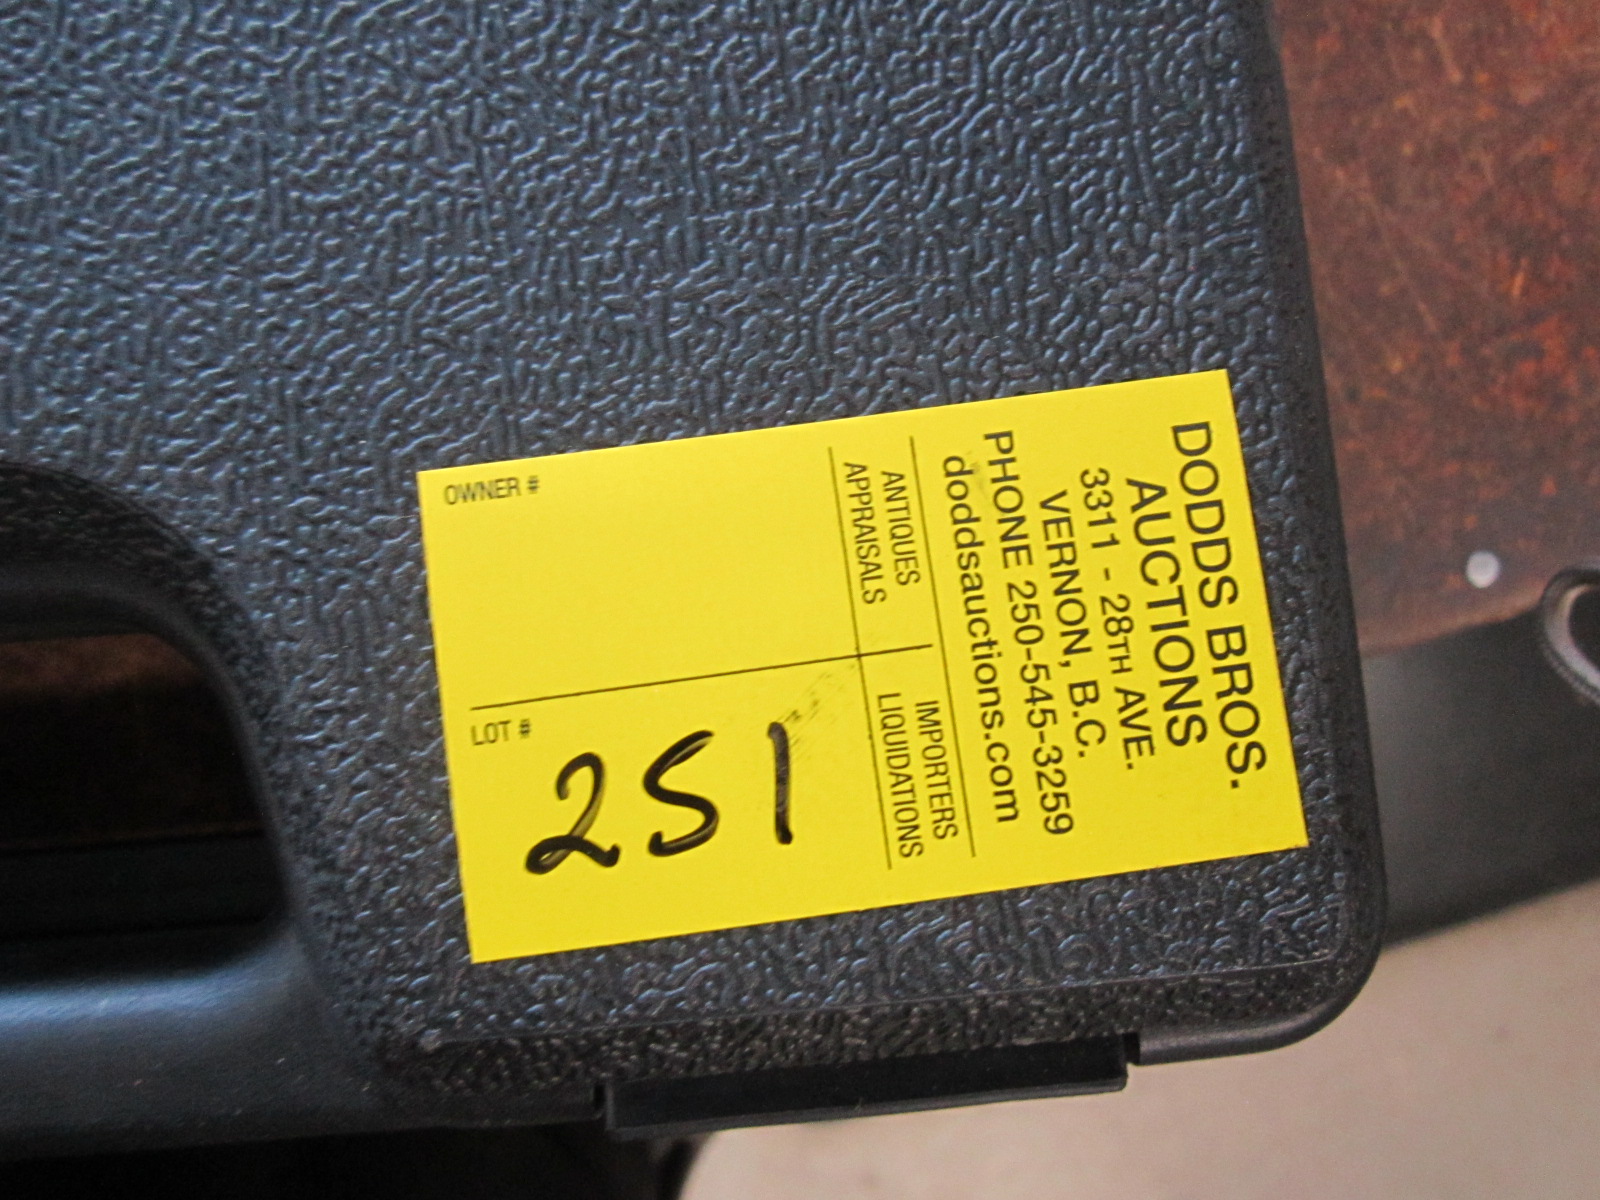 DODDS BROS.
AUCTIONS
3311 - 28TH AVE.
VERNON, B.C.
PHONE 250-545-3259
doddsauctions.com
ANTIQUES
APPRAISALS
IMPORTERS
LIQUIDATIONS
OWNER #
LOT #
251